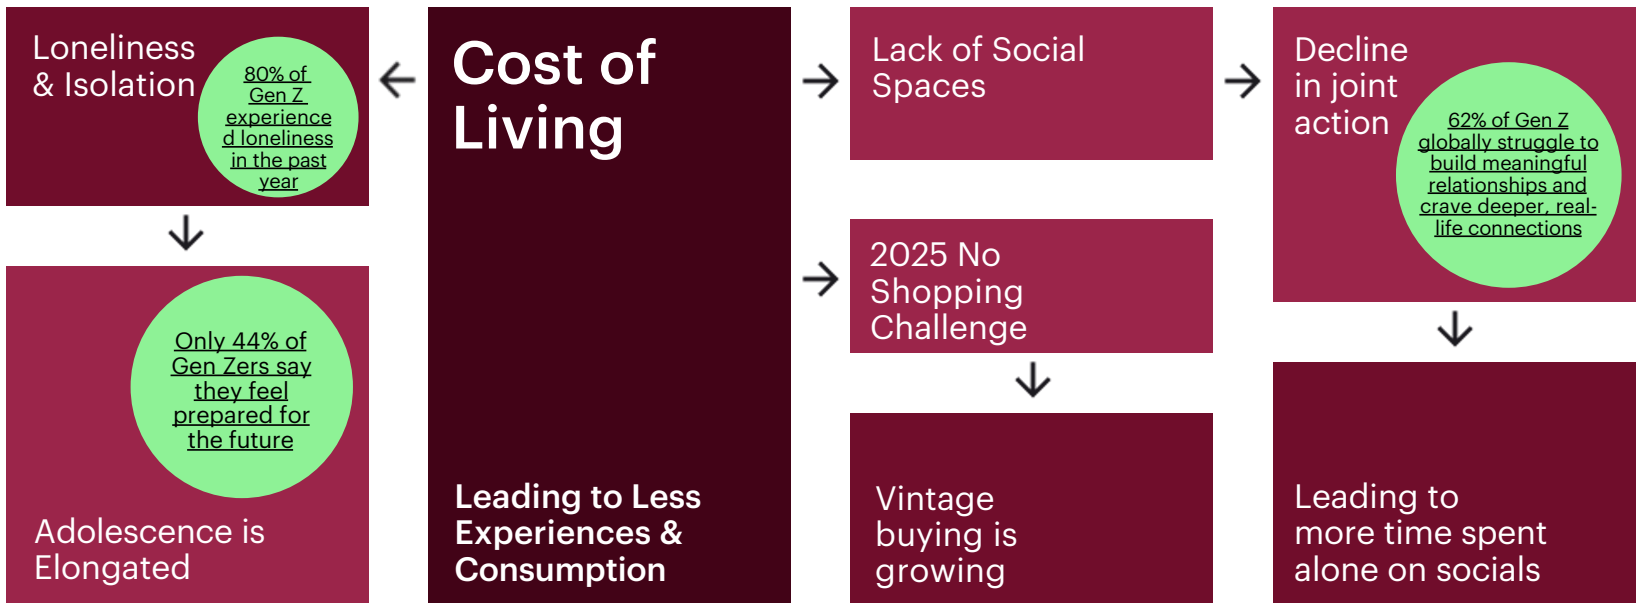 Loneliness
& Isolation
80% of
Gen Z
experience
d loneliness
in the past
year
Only 44% of
Gen Zers say
they feel
prepared for
the future
Adolescence is
Elongated
Cost of
Living
Leading to Less
Experiences &
Consumption
Lack of Social
Spaces
2025 No
Shopping
Challenge
Vintage
buying is
growing
Decline
in joint
action
62% of Gen Z
globally struggle to
build meaningful
relationships and
crave deeper, real-
life connections
Leading to
more time spent
alone on socials